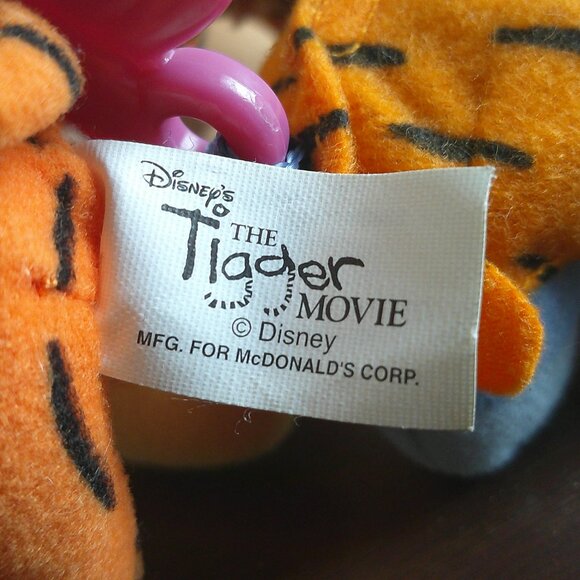 Disney's
THE
Tigger
MOVIE
© Disney
MFG. FOR McDONALD'S CORP.